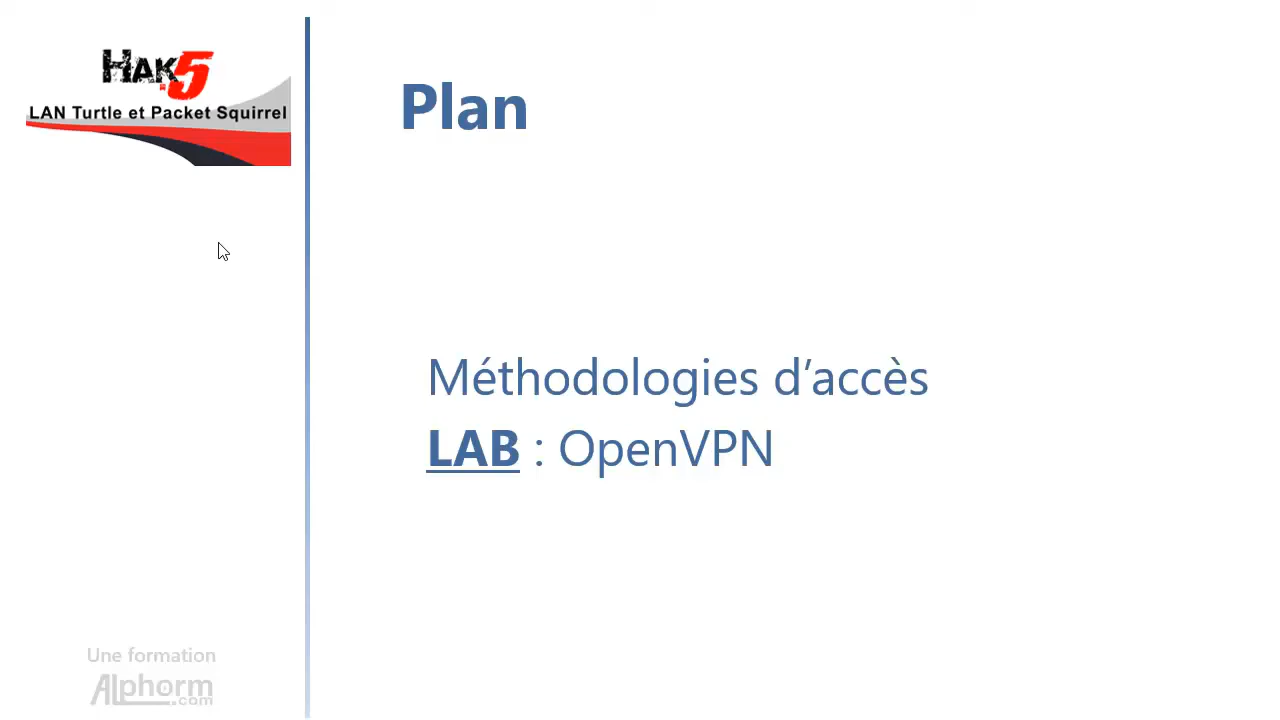 HAK5
LAN Turtle et Packet Squirrel
Plan
Méthodologies d’accès
LAB : OpenVPN
Une formation
Alphorm
.com